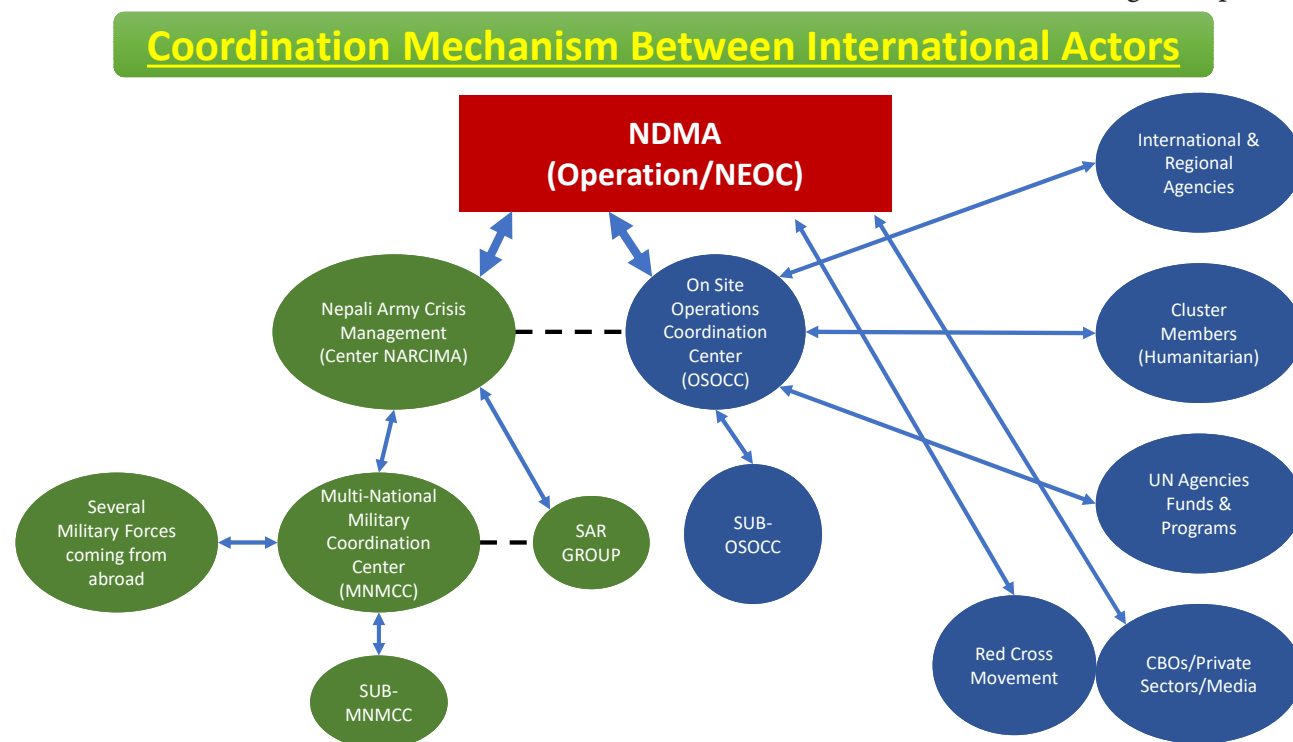 Coordination Mechanism Between International Actors
NDMA
(Operation/NEOC)
International &
Regional
Agencies
Nepali Army Crisis
Management
(Center NARCIMA)
On Site
Operations
Coordination
Center
(OSOCC)
Cluster
Members
(Humanitarian)
Several
Military Forces
coming from
abroad
Multi-National
Military
Coordination
Center
(MNMCC)
SAR
GROUP
SUB-
OSOCC
UN Agencies
Funds &
Programs
SUB-
MNMCC
Red Cross
Movement
CBOs/Private
Sectors/Media